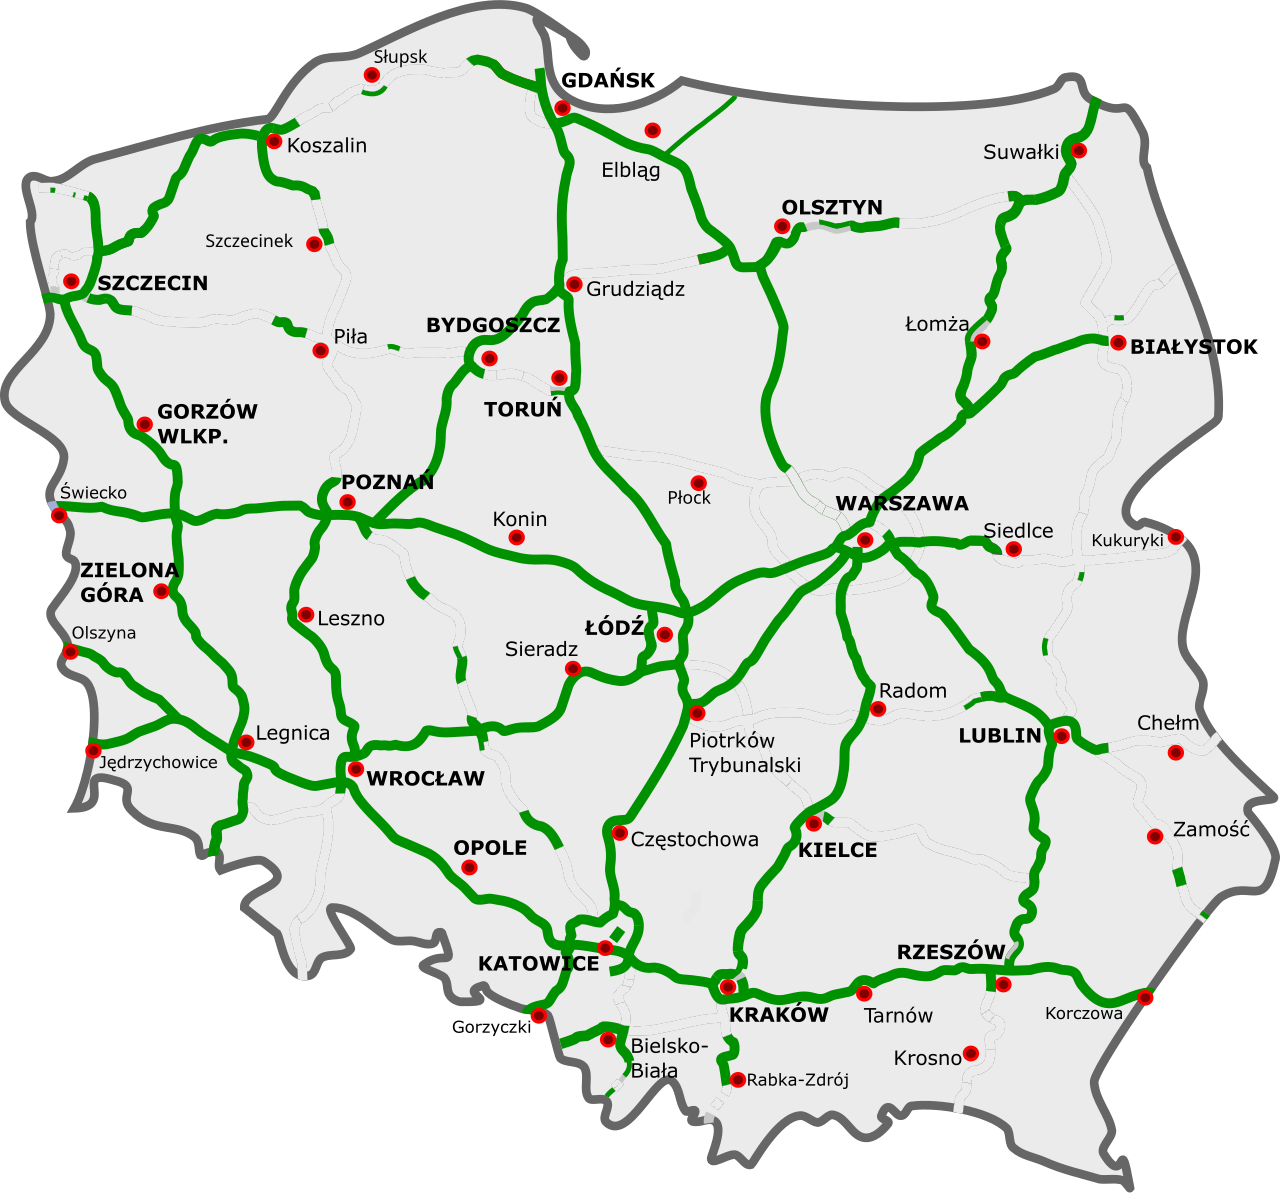 Słupsk
GDAŃSK
Koszalin
Elbląg
Suwałki
OLSZTYN
Szczecinek
SZCZECIN
Grudziądz
BYDGOSZCZ
Piła
Łomża
BIAŁYSTOK
TORUŃ
GORZÓW
WLKP.
POZNAŃ
Świecko
Płock
WARSZAWA
Konin
Siedlce
Kukuryki
ZIELONA
GÓRA
Leszno
ŁÓDŹ
Olszyna
Sieradz
Radom
Chełm
Legnica
Jędrzychowice
Piotrków
Trybunalski
LUBLIN
WROCŁAW
Częstochowa
Zamość
OPOLE
KIELCE
KATOWICE
RZESZÓW
KRAKÓW
Tarnów
Korczowa
Gorzyczki
Bielsko-
Biała
Krosno
Rabka-Zdrój